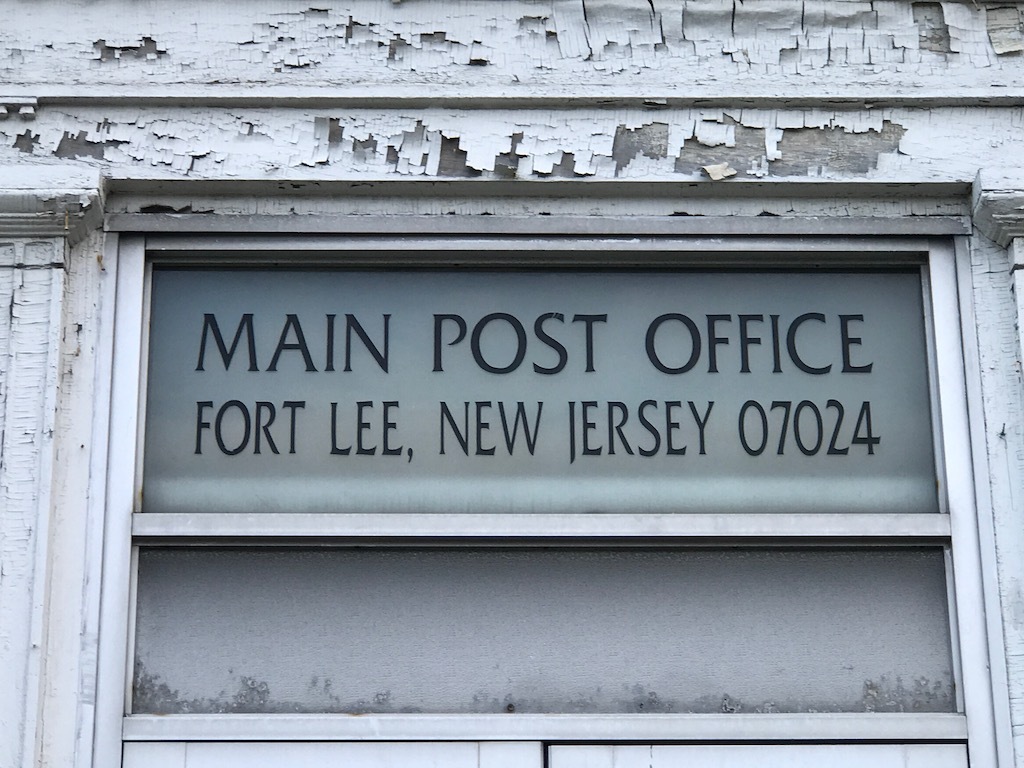 MAIN POST OFFICE
FORT LEE, NEW JERSEY 07024